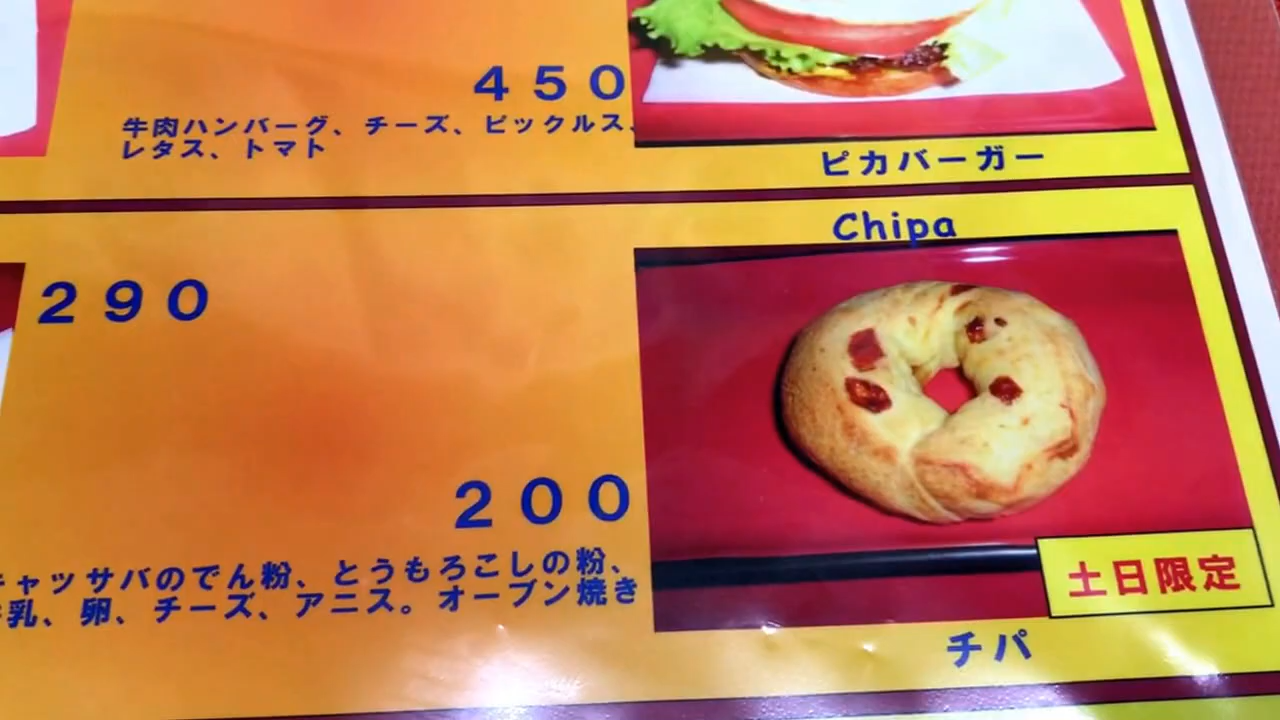 ４５０
牛肉ハンバーグ、チーズ、ピックルス、
レタス、トマト
ピカバーガー
Chipa
２９０
２００
キャッサバのでん粉、とうもろこしの粉、
牛乳、卵、チーズ、アニス。オーブン焼き
土日限定
チパ